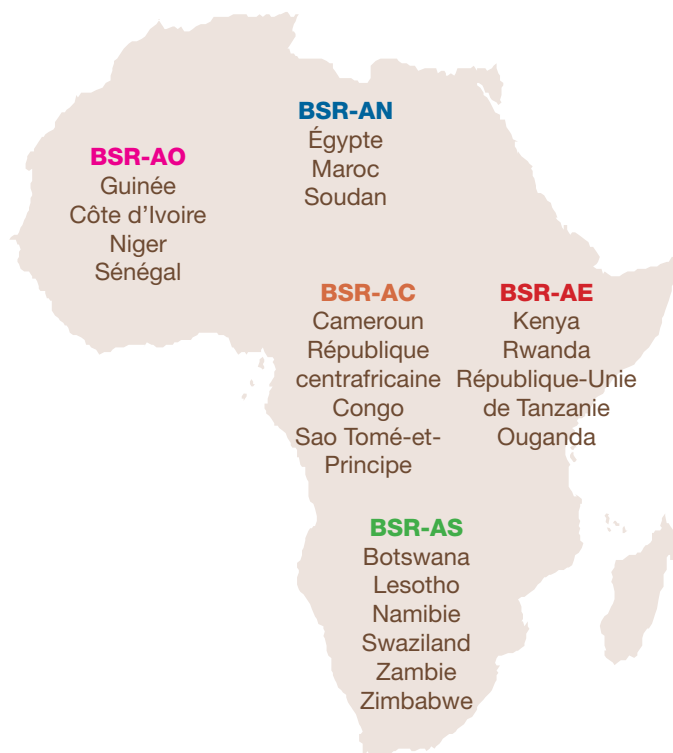 BSR-AN
Égypte
Maroc
Soudan
BSR-AO
Guinée
Côte d’Ivoire
Niger
Sénégal
BSR-AC
Cameroun
République
centrafricaine
Congo
Sao Tomé-et-
Principe
BSR-AE
Kenya
Rwanda
République-Unie
de Tanzanie
Ouganda
BSR-AS
Botswana
Lesotho
Namibie
Swaziland
Zambie
Zimbabwe